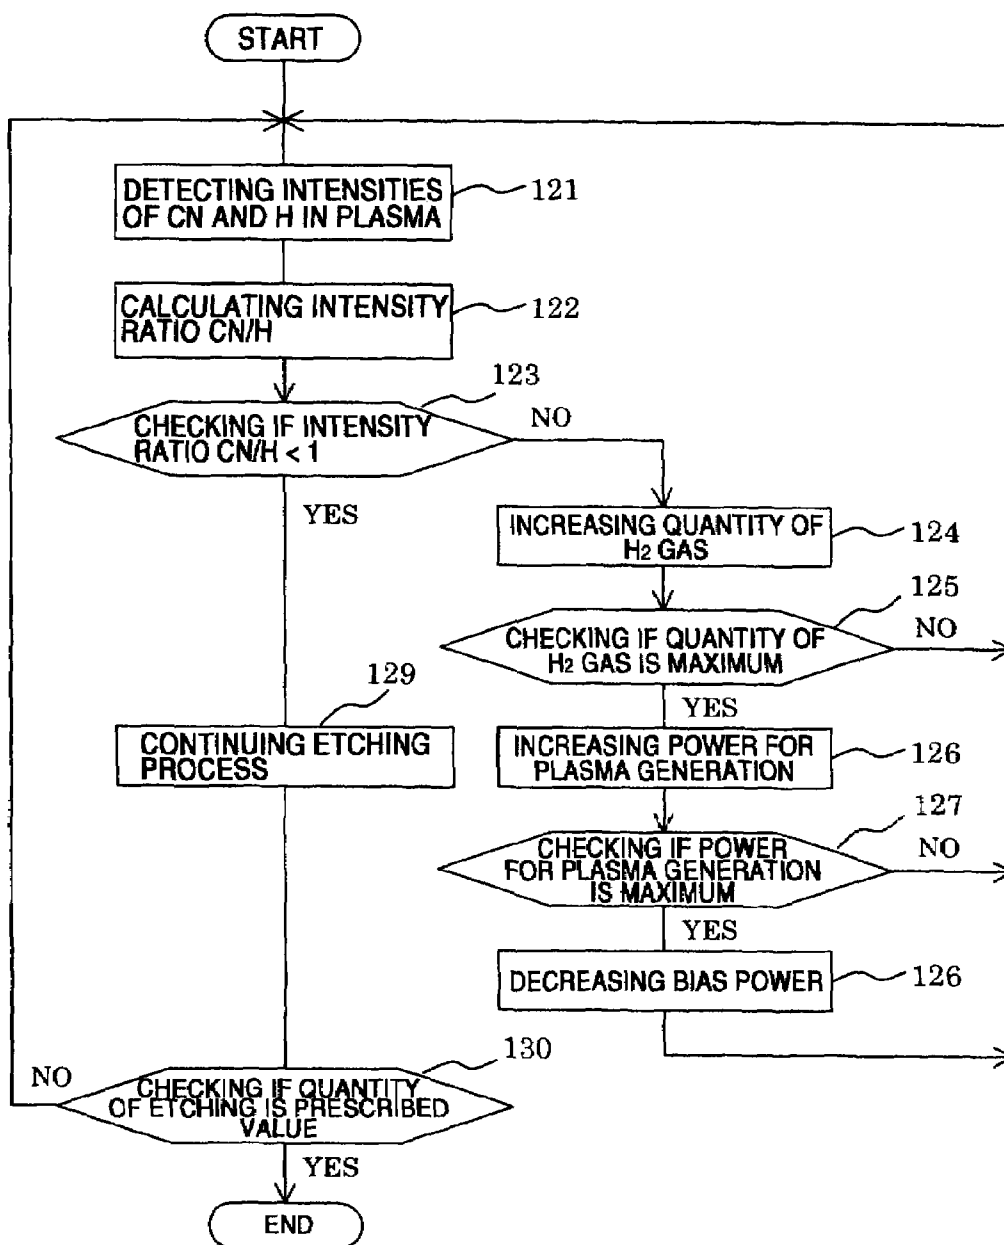 START
DETECTING INTENSITIES
OF CN AND H IN PLASMA
121
CALCULATING INTENSITY
RATIO CN/H
122
123
CHECKING IF INTENSITY
RATIO CN/H < 1
NO
YES
INCREASING QUANTITY OF
H2 GAS
124
125
CHECKING IF QUANTITY OF
H2 GAS IS MAXIMUM
NO
YES
129
CONTINUING ETCHING
PROCESS
INCREASING POWER FOR
PLASMA GENERATION
126
127
CHECKING IF POWER
FOR PLASMA GENERATION
IS MAXIMUM
NO
YES
DECREASING BIAS POWER
126
130
NO
CHECKING IF QUANTITY
OF ETCHING IS PRESCRIBED
VALUE
YES
END